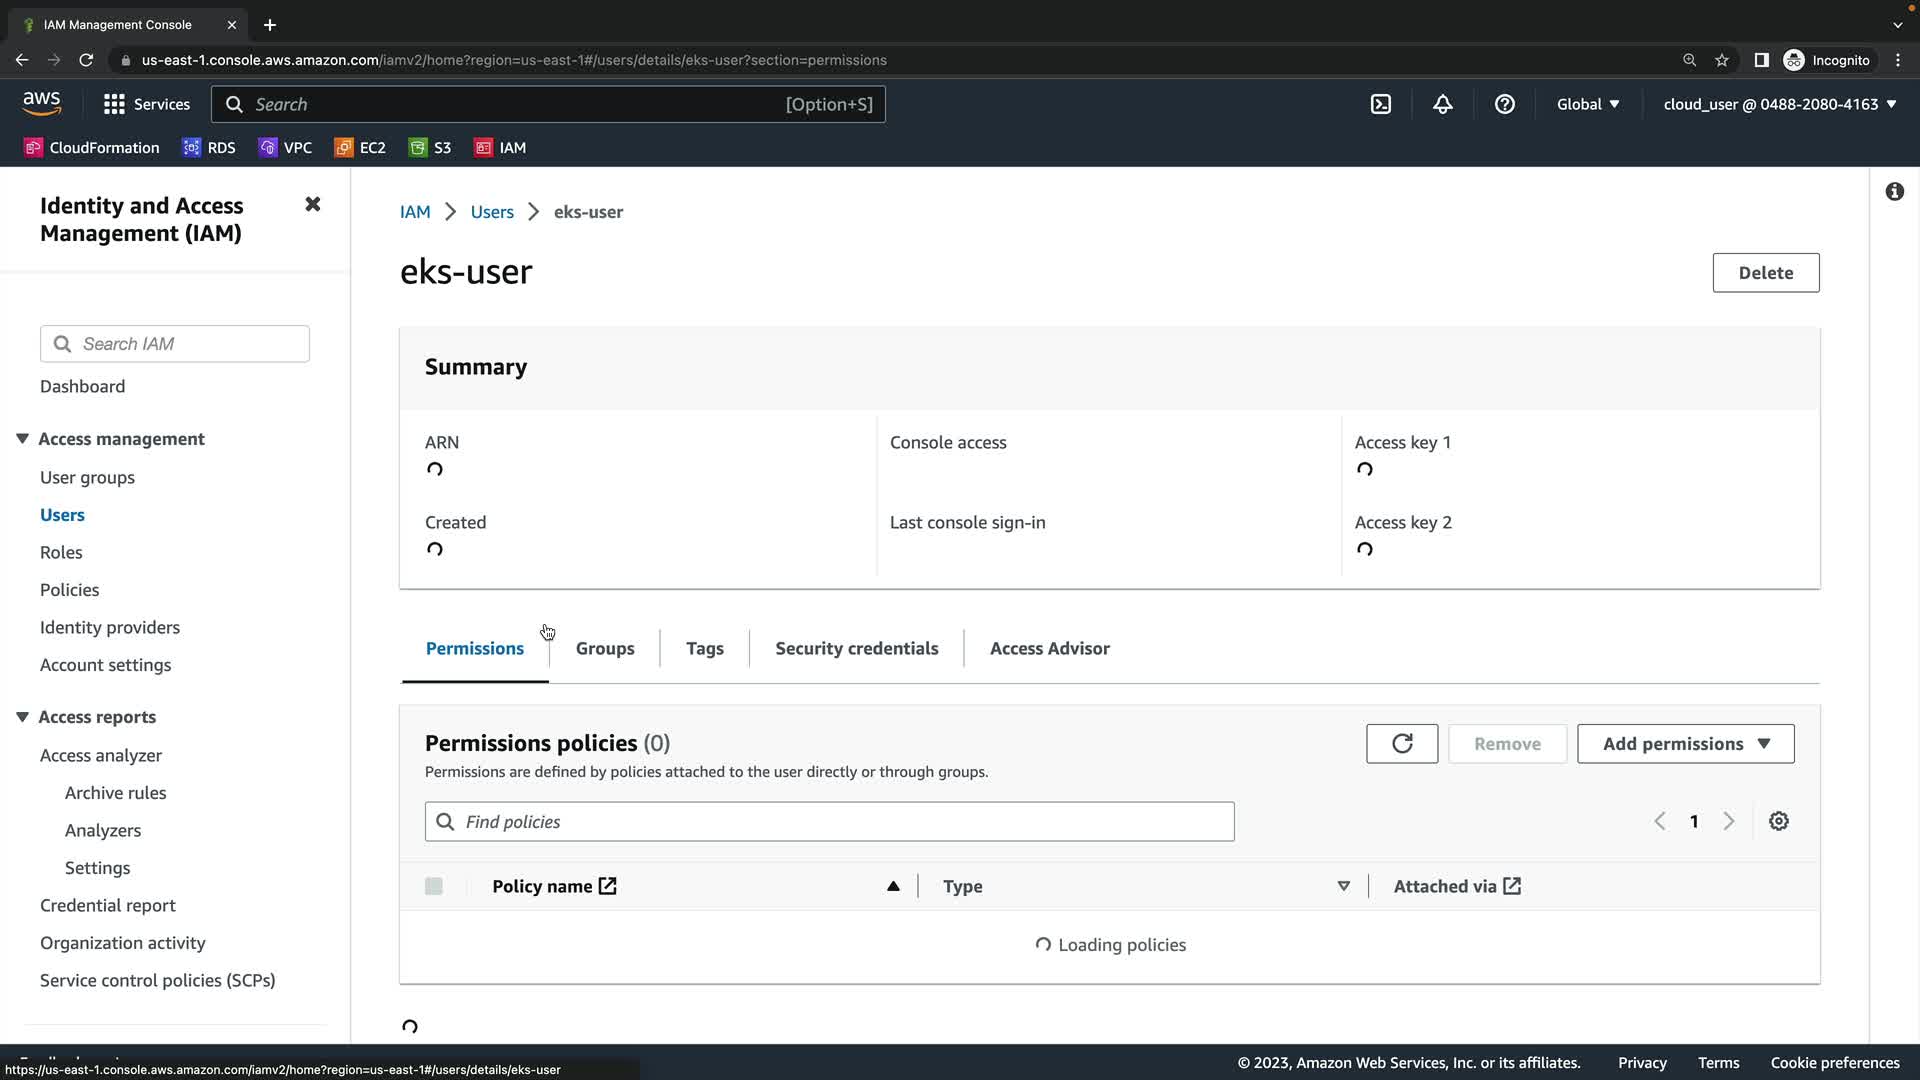 IAM Management Console
us-east-1.console.aws.amazon.com/iamv2/home?region=us-east-1#/users/details/eks-user?section=permissions
Incognito
aws
Services
Search
[Option+S]
Global
cloud_user @ 0488-2080-4163
CloudFormation
RDS
VPC
EC2
S3
IAM
Identity and Access
Management (IAM)
Search IAM
Dashboard
Access management
User groups
Users
Roles
Policies
Identity providers
Account settings
Access reports
Access analyzer
Archive rules
Analyzers
Settings
Credential report
Organization activity
Service control policies (SCPs)
IAM > Users > eks-user
eks-user
Delete
Summary
ARN
Console access
Access key 1
Created
Last console sign-in
Access key 2
Permissions
Groups
Tags
Security credentials
Access Advisor
Permissions policies (0)
Permissions are defined by policies attached to the user directly or through groups.
Remove
Add permissions
Find policies
1
Policy name
Type
Attached via
Loading policies
https://us-east-1.console.aws.amazon.com/iamv2/home?region=us-east-1#/users/details/eks-user
© 2023, Amazon Web Services, Inc. or its affiliates.
Privacy
Terms
Cookie preferences